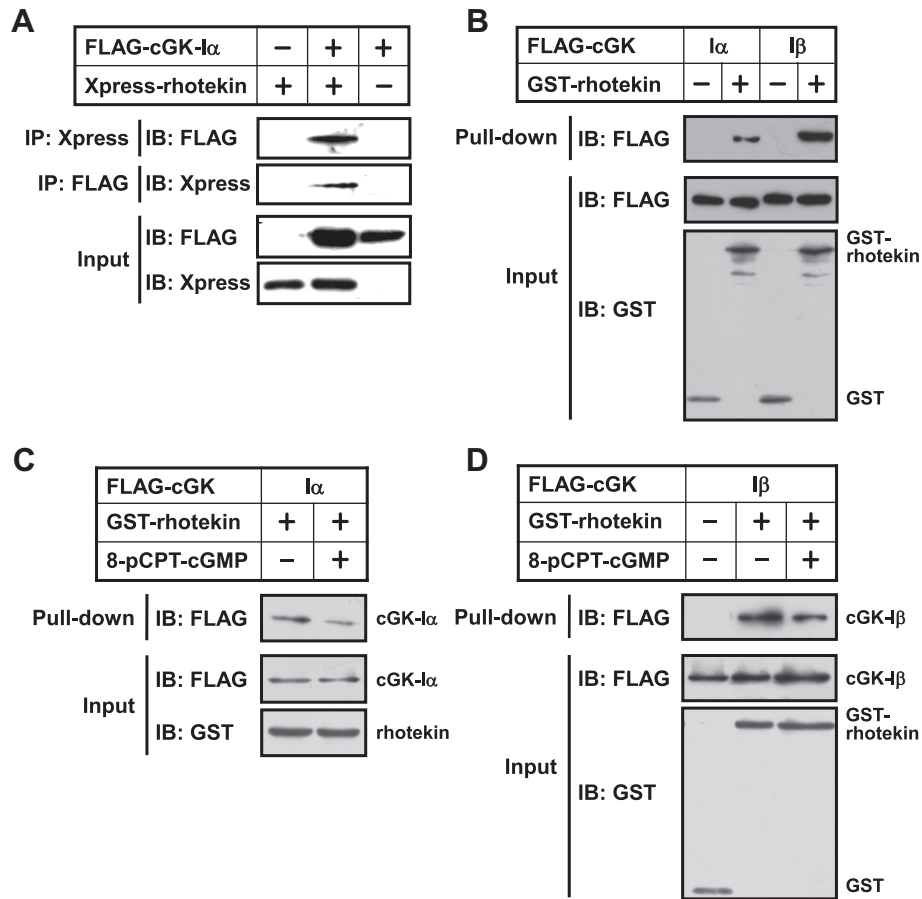 A
FLAG-cGK-Iα – + +
Xpress-rhotekin + + –
IP: Xpress IB: FLAG
IP: FLAG IB: Xpress
Input IB: FLAG
IB: Xpress
B
FLAG-cGK Iα Iβ
GST-rhotekin – + – +
Pull-down IB: FLAG
Input IB: FLAG
IB: GST
GST-
rhotekin
GST
C
FLAG-cGK Iα
GST-rhotekin + +
8-pCPT-cGMP – +
Pull-down IB: FLAG cGK-Iα
Input IB: FLAG cGK-Iα
IB: GST rhotekin
D
FLAG-cGK Iβ
GST-rhotekin – + +
8-pCPT-cGMP – – +
Pull-down IB: FLAG cGK-Iβ
Input IB: FLAG cGK-Iβ
IB: GST
GST-
rhotekin
GST